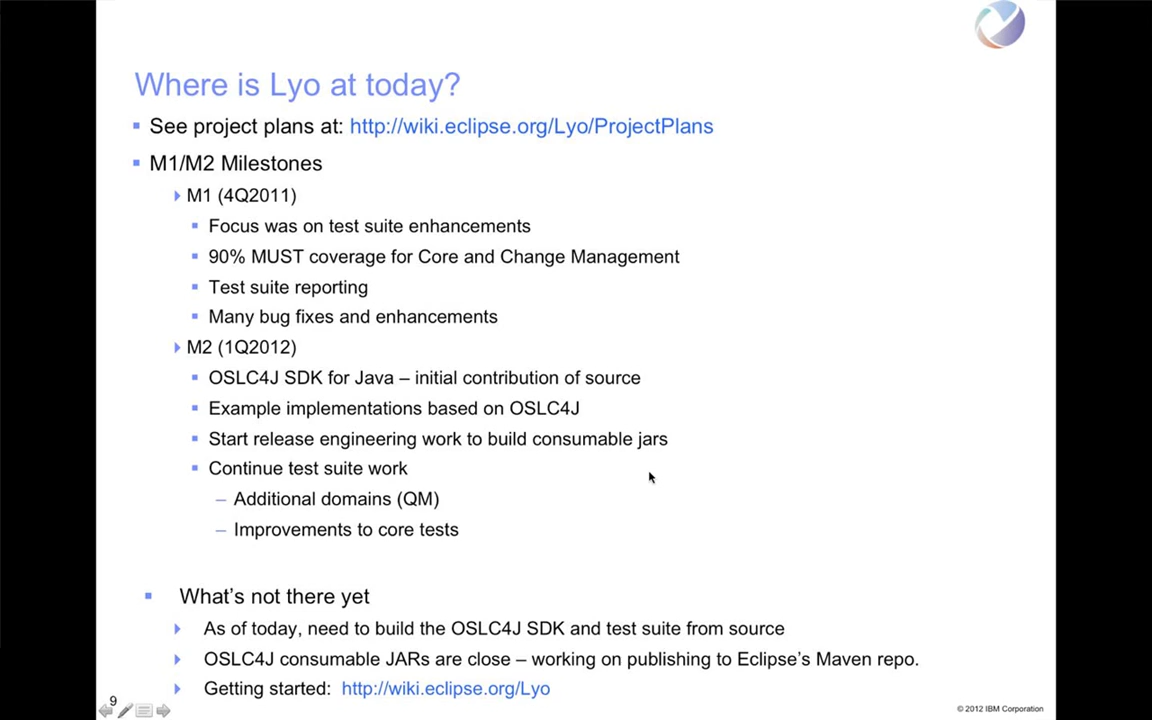 Where is Lyo at today?
See project plans at: http://wiki.eclipse.org/Lyo/ProjectPlans
M1/M2 Milestones
M1 (4Q2011)
Focus was on test suite enhancements
90% MUST coverage for Core and Change Management
Test suite reporting
Many bug fixes and enhancements
M2 (1Q2012)
OSLC4J SDK for Java – initial contribution of source
Example implementations based on OSLC4J
Start release engineering work to build consumable jars
Continue test suite work
– Additional domains (QM)
– Improvements to core tests
What's not there yet
As of today, need to build the OSLC4J SDK and test suite from source
OSLC4J consumable JARs are close – working on publishing to Eclipse's Maven repo.
Getting started: http://wiki.eclipse.org/Lyo
9
© 2012 IBM Corporation